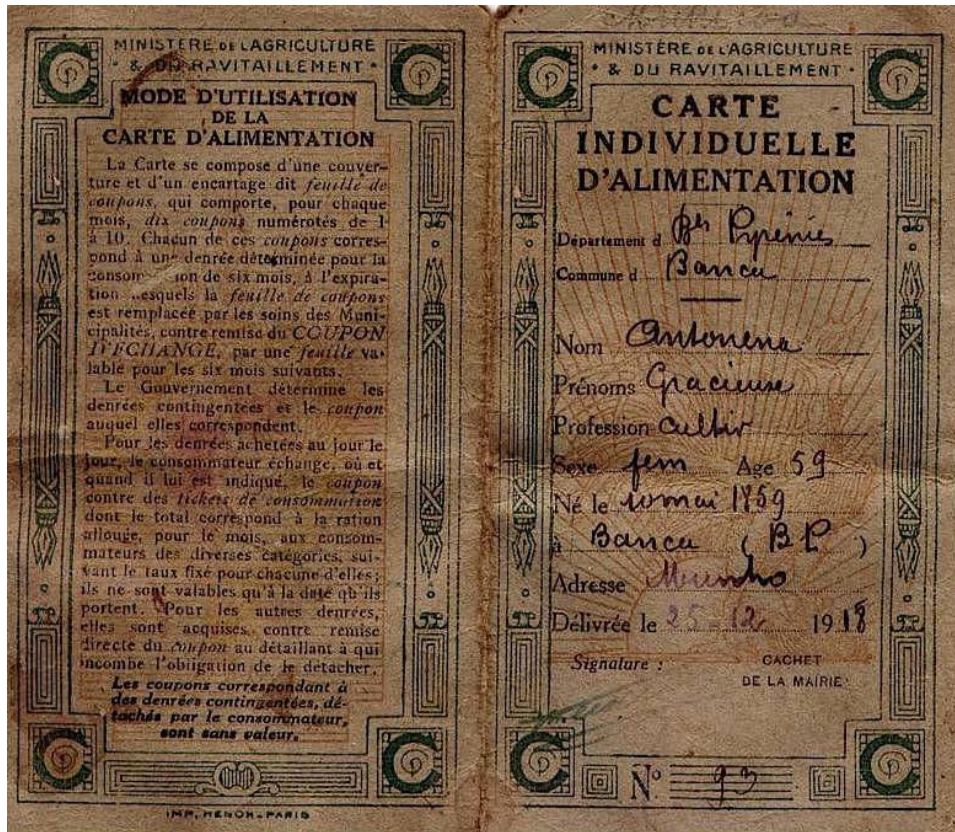 MINISTÈRE DE L'AGRICULTURE
& DU RAVITAILLEMENT
MODE D'UTILISATION
DE LA
CARTE D'ALIMENTATION
La Carte se compose d'une couver-
ture et d'un encartage dit feuille de
coupons, qui comporte, pour chaque
mois, dix coupons numérotés de 1
à 10. Chacun de ces coupons corres-
pond à une denrée déterminée pour la
consom    ion de six mois, à l'expira-
tion desquels la feuille de coupons
est remplacée par les soins des Muni-
cipalités, contre remise du COUPON
D'ÉCHANGE, par une feuille va-
lable pour les six mois suivants.
Le Gouvernement détermine les
denrées contingentées et le coupon
auquel elles correspondent.
Pour les denrées achetées au jour le
jour, le consommateur échange, où et
quand il lui est indiqué, le coupon
contre des tickets de consommation
dont le total correspond à la ration
allouée, pour le mois, aux consom-
mateurs des diverses catégories, sui-
vant le taux fixé pour chacune d'elles;
ils ne sont valables qu'à la date qu'ils
portent. Pour les autres denrées,
elles sont acquises contre remise
directe du coupon au détaillant à qui
incombe l'obligation de le détacher.
Les coupons correspondant à
des denrées contingentées, dé-
tachés par le consommateur,
sont sans valeur.
IMP. HENON - PARIS
MINISTÈRE DE L'AGRICULTURE
& DU RAVITAILLEMENT
CARTE
INDIVIDUELLE
D'ALIMENTATION
Département d Bses Pyrénées
Commune d Banca
Nom Antonena
Prénoms Gracieuse
Profession Cultiv
Sexe fem Age 59
Né le 10 mai 1859
à Banca (B P)
Adresse
Délivrée le 25-12 1918
Signature :
CACHET
DE LA MAIRIE
N° 93